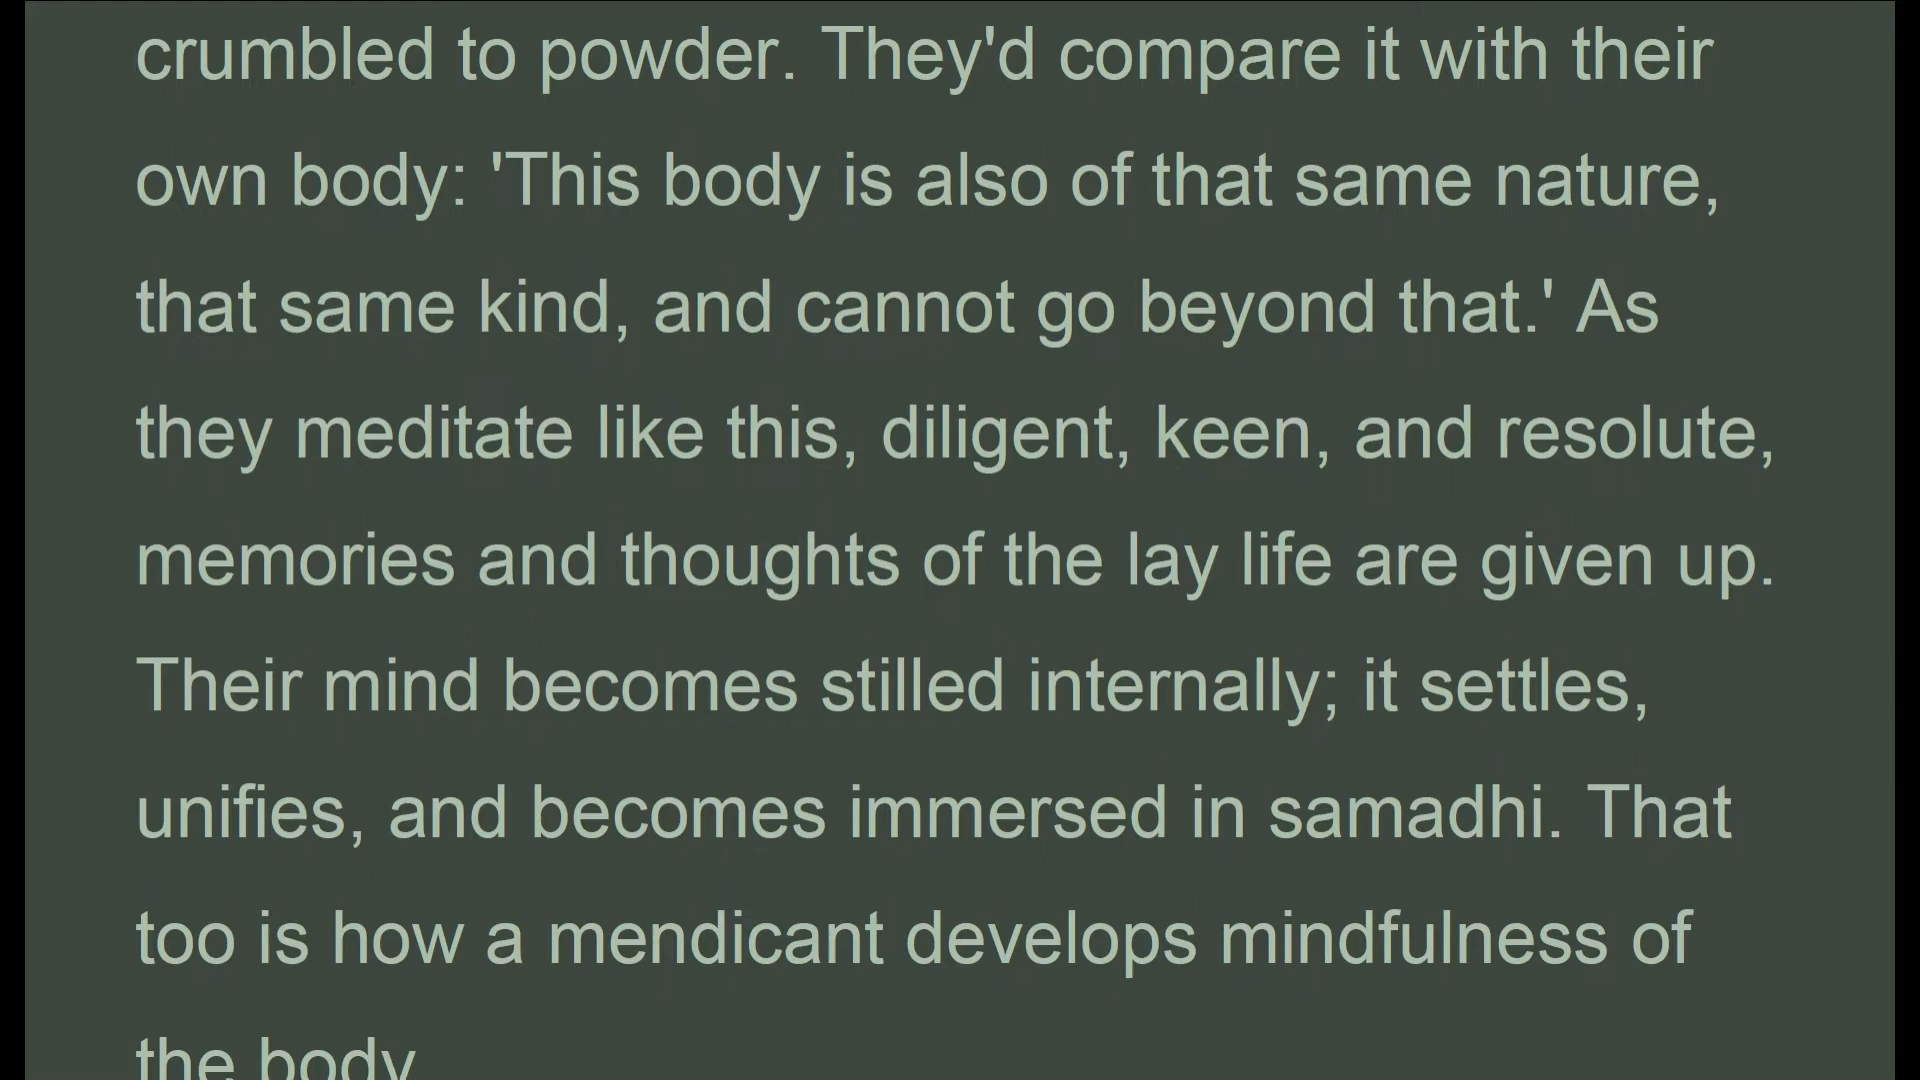 crumbled to powder. They'd compare it with their
own body: 'This body is also of that same nature,
that same kind, and cannot go beyond that.' As
they meditate like this, diligent, keen, and resolute,
memories and thoughts of the lay life are given up.
Their mind becomes stilled internally; it settles,
unifies, and becomes immersed in samadhi. That
too is how a mendicant develops mindfulness of
the body